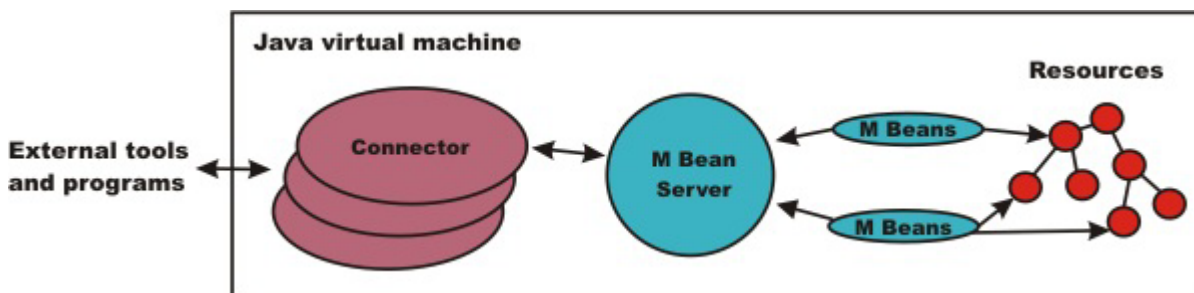 Java virtual machine
Resources
External tools
and programs
Connector
M Bean
Server
M Beans
M Beans